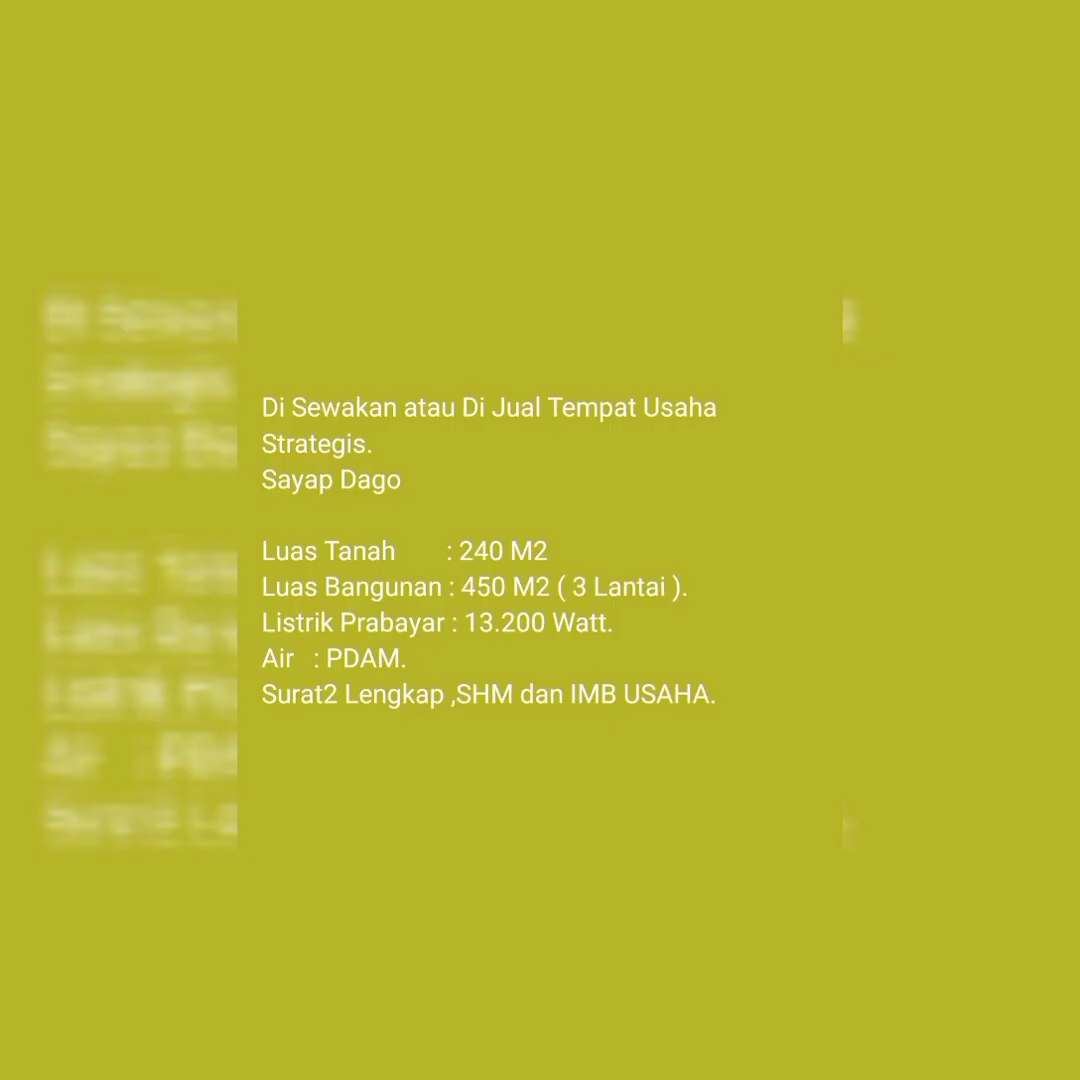 Di Sewakan atau Di Jual Tempat Usaha
Strategis.
Sayap Dago
Luas Tanah : 240 M2
Luas Bangunan : 450 M2 ( 3 Lantai ).
Listrik Prabayar : 13.200 Watt.
Air : PDAM.
Surat2 Lengkap ,SHM dan IMB USAHA.